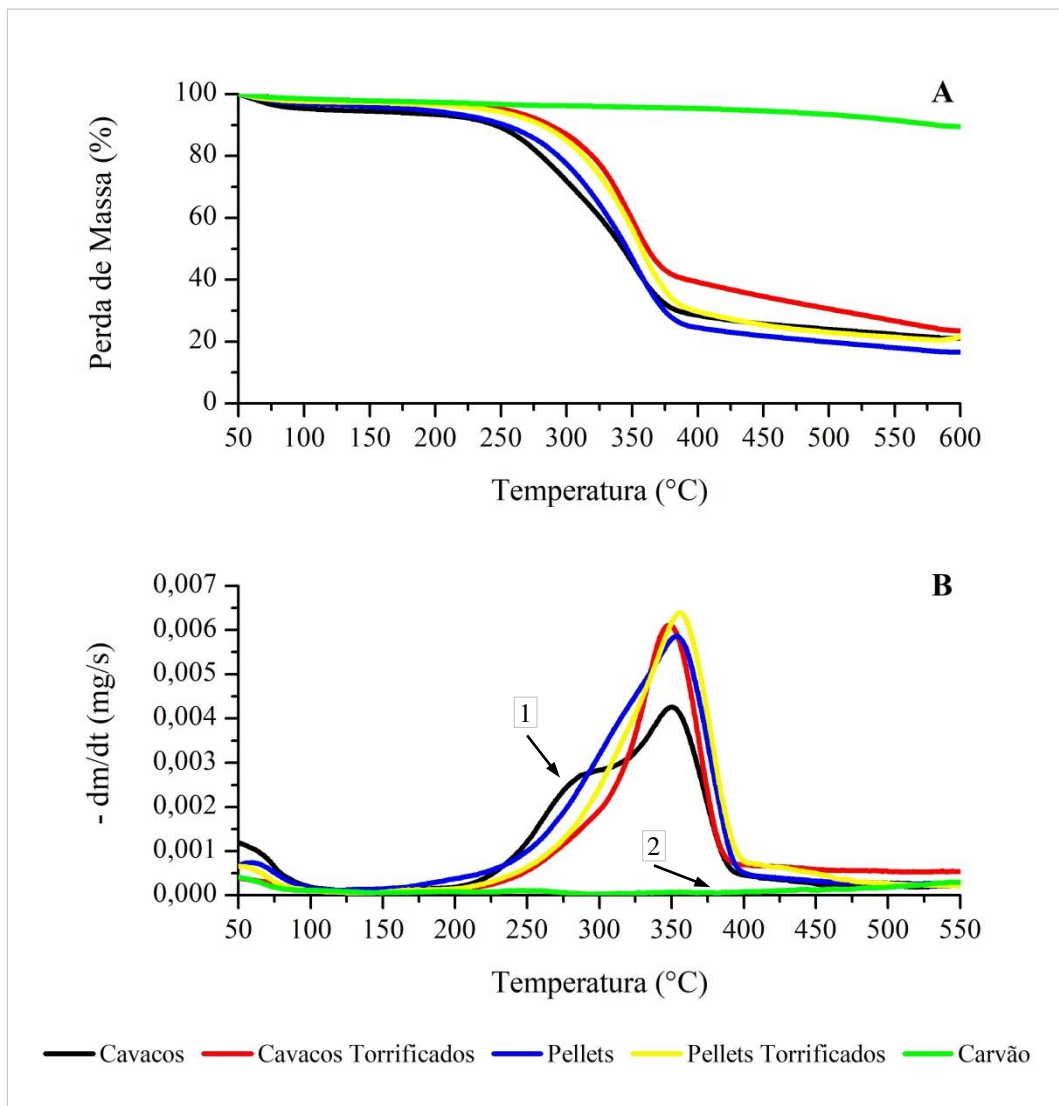 A
Perda de Massa (%)
100
80
60
40
20
0
50 100 150 200 250 300 350 400 450 500 550 600
Temperatura (°C)
B
- dm/dt (mg/s)
0,007
0,006
0,005
0,004
0,003
0,002
0,001
0,000
1
2
50 100 150 200 250 300 350 400 450 500 550
Temperatura (°C)
Cavacos Cavacos Torrificados Pellets Pellets Torrificados Carvão